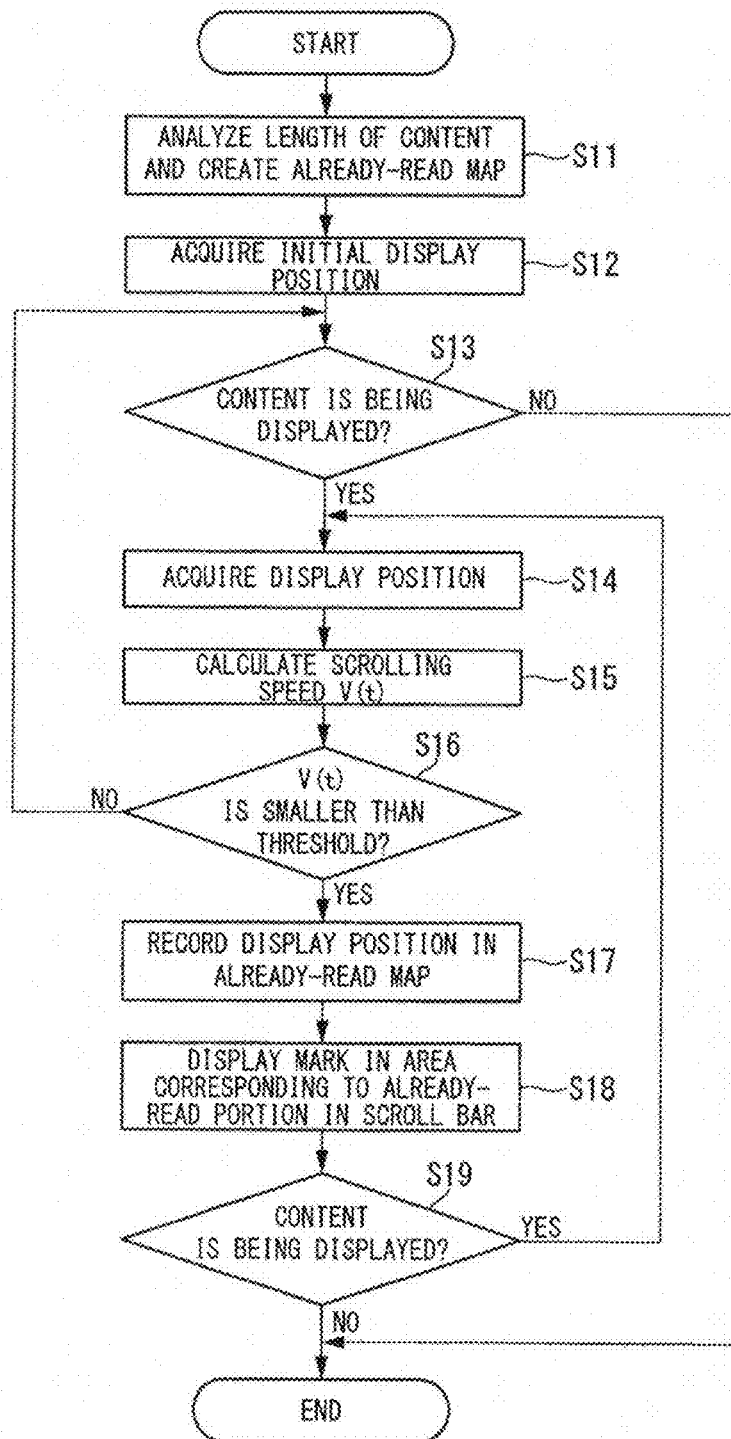 START
ANALYZE LENGTH OF CONTENT
AND CREATE ALREADY-READ MAP
S11
ACQUIRE INITIAL DISPLAY
POSITION
S12
S13
CONTENT IS BEING
DISPLAYED?
NO
YES
ACQUIRE DISPLAY POSITION
S14
CALCULATE SCROLLING
SPEED V(t)
S15
S16
V(t)
IS SMALLER THAN
THRESHOLD?
NO
YES
RECORD DISPLAY POSITION IN
ALREADY-READ MAP
S17
DISPLAY MARK IN AREA
CORRESPONDING TO ALREADY-
READ PORTION IN SCROLL BAR
S18
S19
CONTENT
IS BEING DISPLAYED?
YES
NO
END